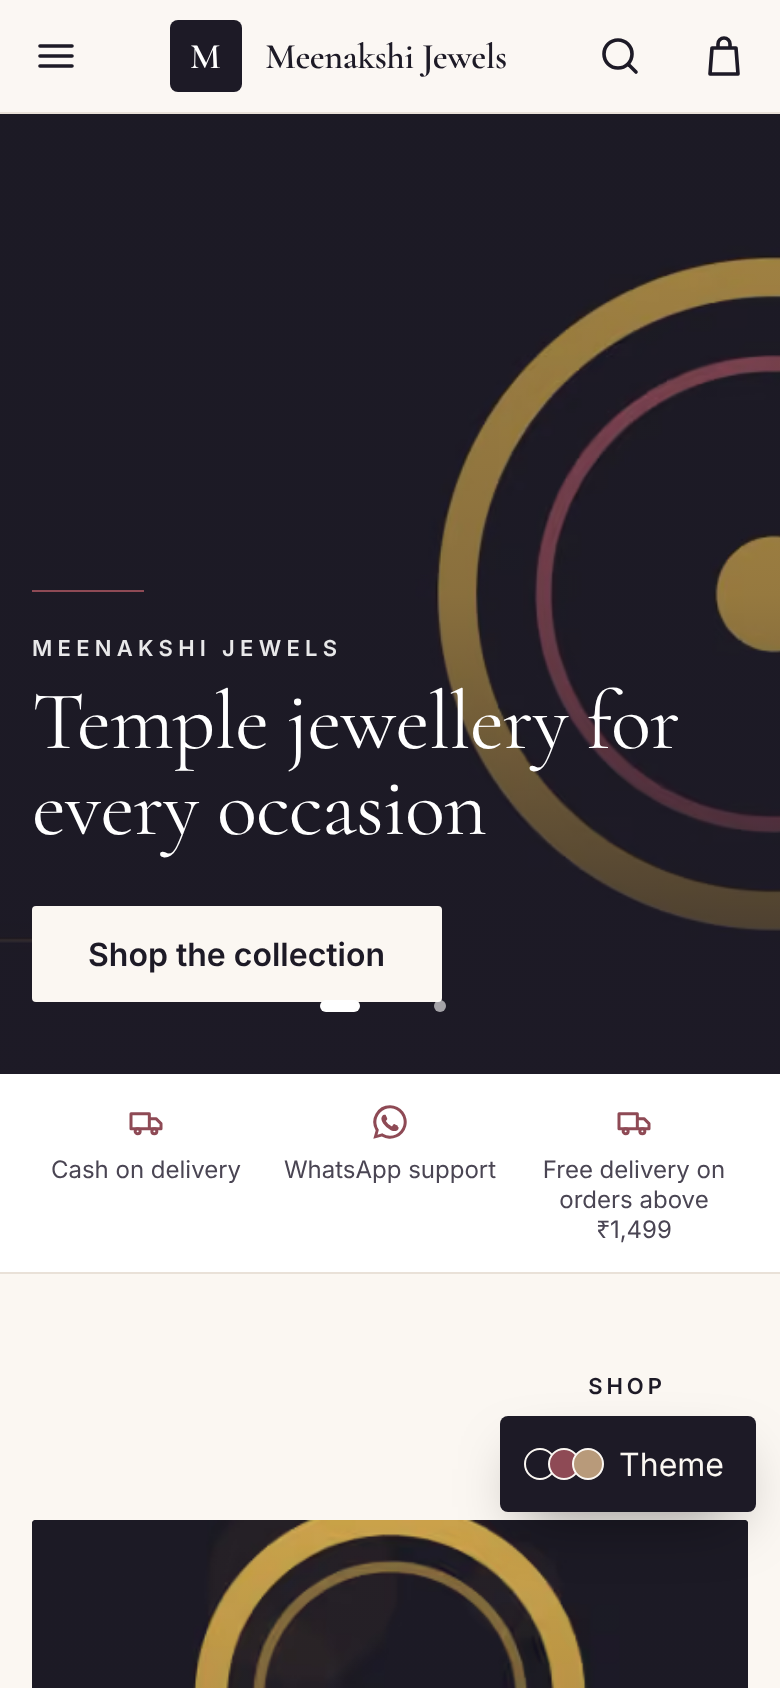 M
Meenakshi Jewels
MEENAKSHI JEWELS
Temple jewellery for
every occasion
Shop the collection
Cash on delivery
WhatsApp support
Free delivery on
orders above
₹1,499
SHOP
Theme